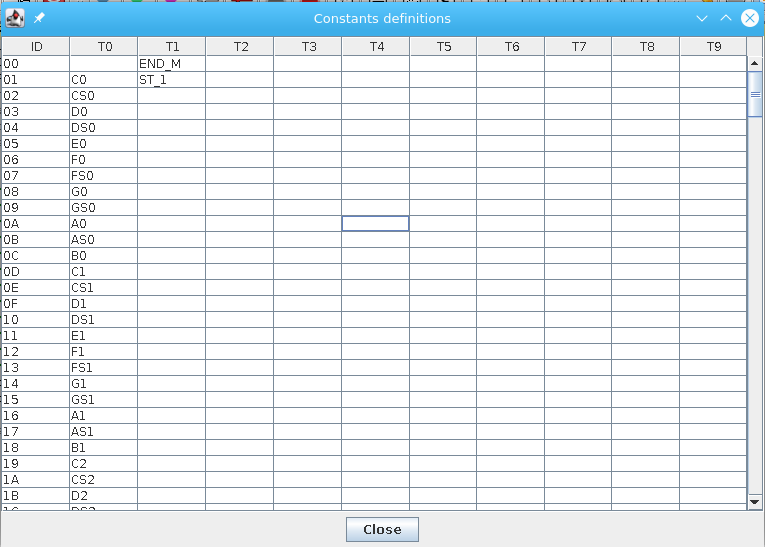 Constants definitions
ID T0 T1 T2 T3 T4 T5 T6 T7 T8 T9
00 END_M
01 C0 ST_1
02 CS0
03 D0
04 DS0
05 E0
06 F0
07 FS0
08 G0
09 GS0
0A A0
0B AS0
0C B0
0D C1
0E CS1
0F D1
10 DS1
11 E1
12 F1
13 FS1
14 G1
15 GS1
16 A1
17 AS1
18 B1
19 C2
1A CS2
1B D2
1C DS2
Close